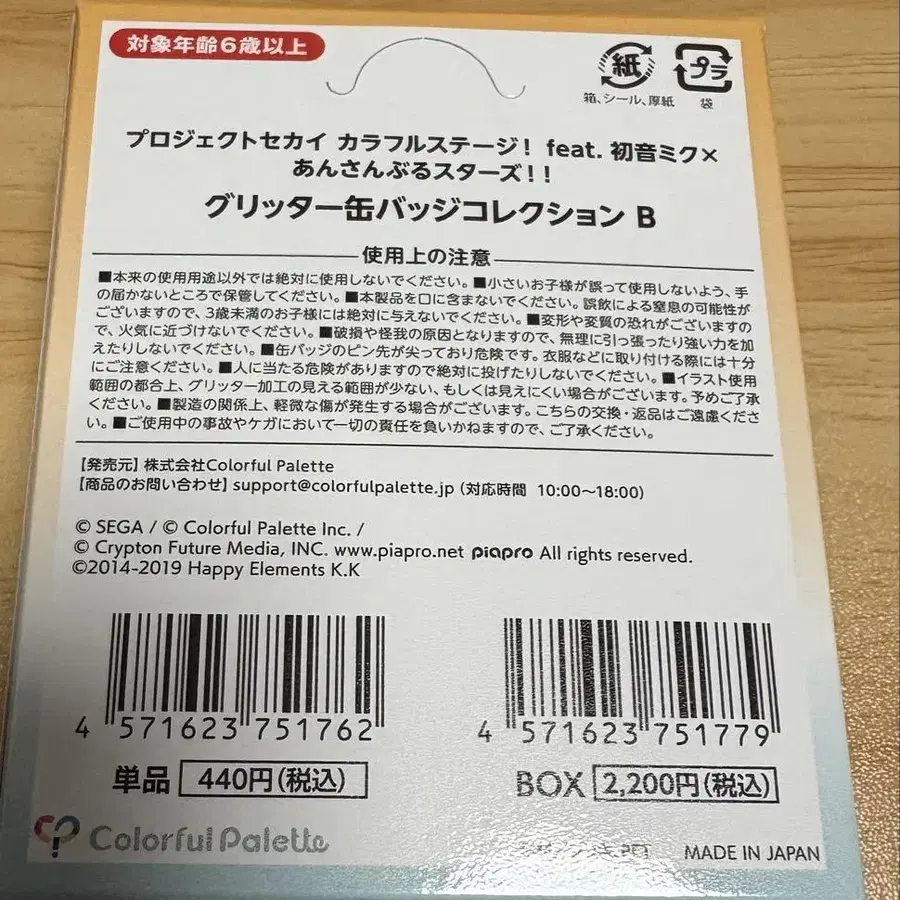 対象年齢6歳以上
紙
プラ
箱、シール、厚紙
袋
プロジェクトセカイ カラフルステージ！ feat. 初音ミク×
あんさんぶるスターズ！！
グリッター缶バッジコレクション B
使用上の注意
■本来の使用用途以外では絶対に使用しないでください。■小さいお子様が誤って使用しないよう、手
の届かないところで保管してください。■本製品を口に含まないでください。誤飲による窒息の可能性が
ございますので、3歳未満のお子様には絶対に与えないでください。■変形や変質の恐れがございますの
で、火気に近づけないでください。■破損や怪我の原因となりますので、無理に引っ張ったり強い力を加
えたりしないでください。■缶バッジのピン先が尖っており危険です。衣服などに取り付ける際には十分
にご注意ください。■人に当たる危険がありますので絶対に投げたりしないでください。■イラスト使用
範囲の都合上、グリッター加工の見える範囲が少ない、もしくは見えにくい場合がございます。予めご了承
ください。■製造の関係上、軽微な傷が発生する場合がございます。こちらの交換・返品はご遠慮くださ
い。■ご使用中の事故やケガにおいて一切の責任を負いかねますので、ご了承ください。
【発売元】株式会社Colorful Palette
【商品のお問い合わせ】support@colorfulpalette.jp（対応時間 10:00～18:00）
© SEGA / © Colorful Palette Inc. /
© Crypton Future Media, INC. www.piapro.net piapro All rights reserved.
©2014-2019 Happy Elements K.K
4 571623 751762
4 571623 751779
単品 440円(税込)
BOX 2,200円(税込)
Colorful Palette
MADE IN JAPAN